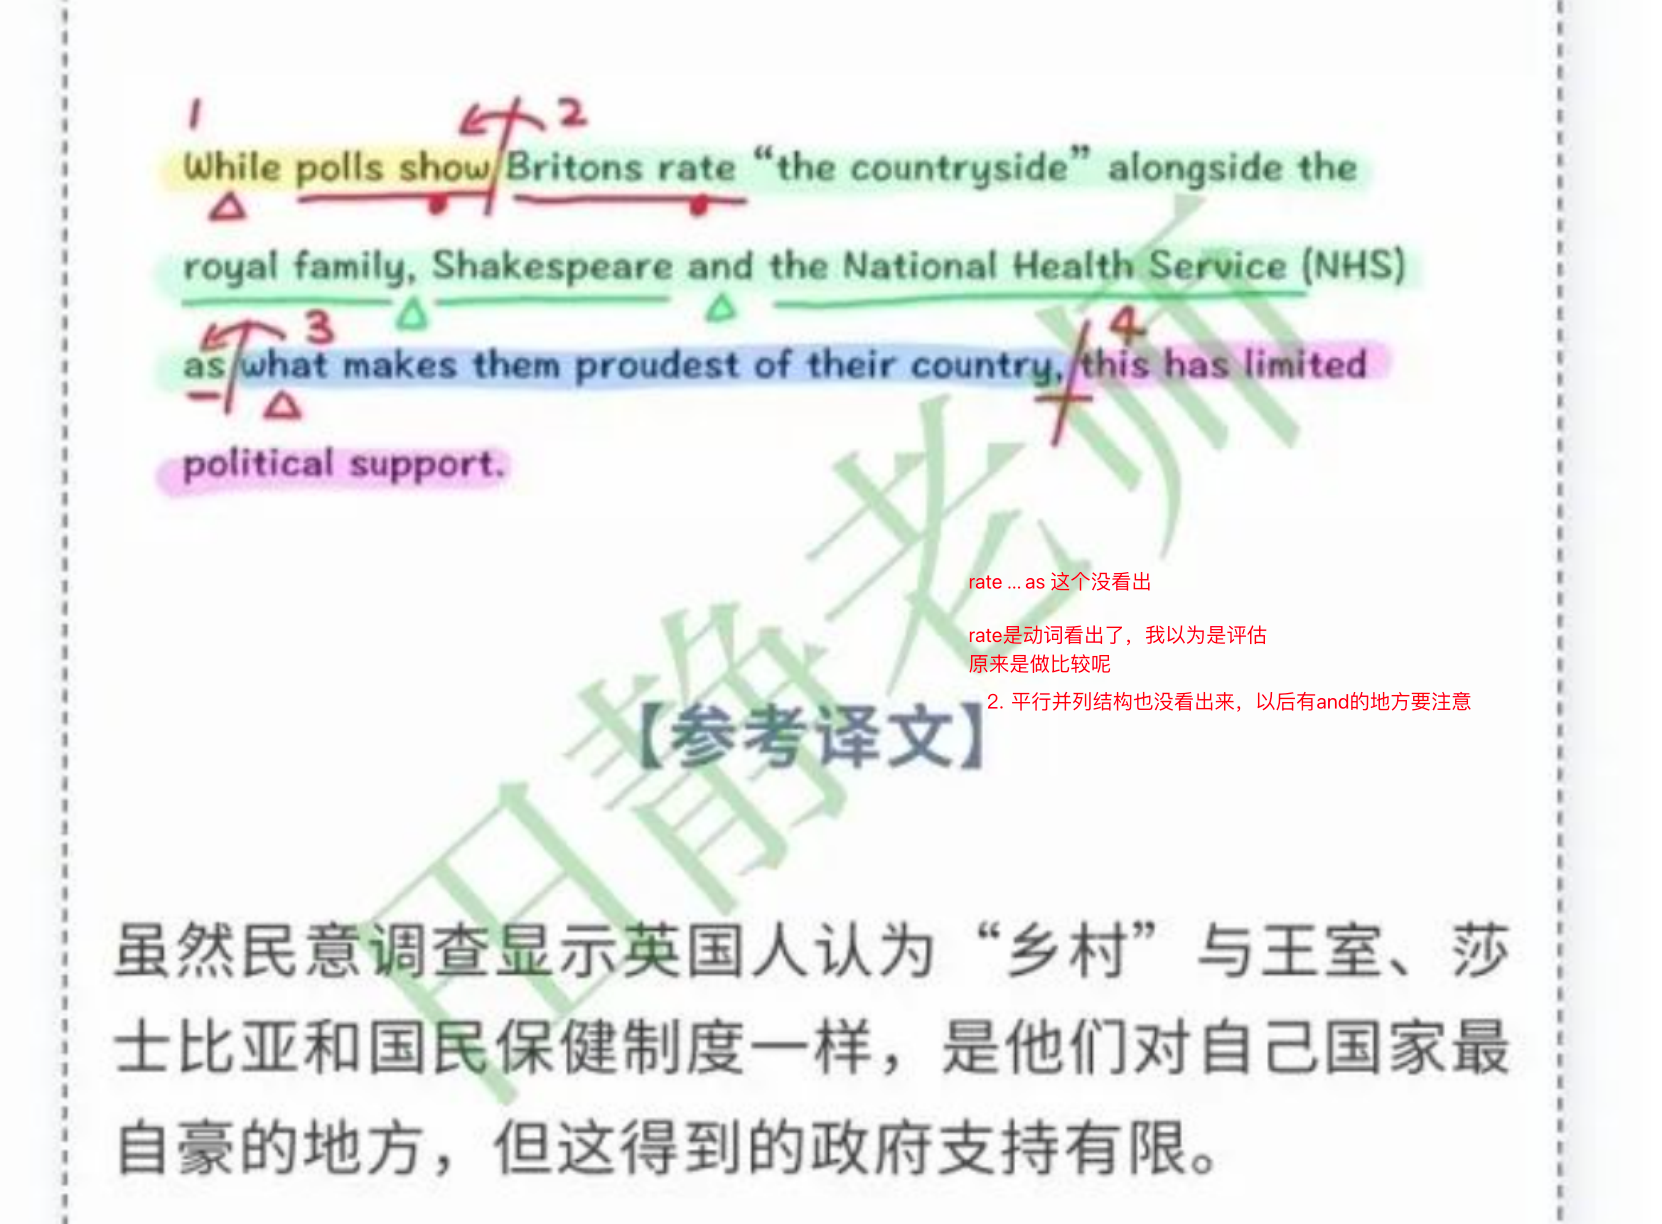 1
2
While polls show Britons rate “the countryside” alongside the
royal family, Shakespeare and the National Health Service (NHS)
3
4
as what makes them proudest of their country, this has limited
political support.
rate ... as 这个没看出
rate是动词看出了，我以为是评估
原来是做比较呢
2. 平行并列结构也没看出来，以后有and的地方要注意
【参考译文】
田静老师
虽然民意调查显示英国人认为“乡村”与王室、莎
士比亚和国民保健制度一样，是他们对自己国家最
自豪的地方，但这得到的政府支持有限。